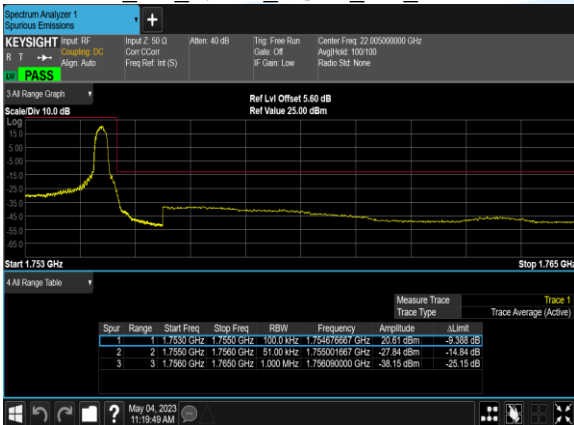 Spectrum Analyzer 1
Spurious Emissions
KEYSIGHT Input: RF Input Z: 50 Ω Atten: 40 dB Trig: Free Run Center Freq: 22.005000000 GHz
R T Coupling: DC Corr CCorr Gate: Off Avg|Hold: 100/100
Align: Auto Freq Ref: Int (S) IF Gain: Low Radio Std: None
PASS
3 All Range Graph
Ref Lvl Offset 5.60 dB
Scale/Div 10.0 dB Ref Value 25.00 dBm
Log
15.0
5.00
-5.00
-15.0
-25.0
-35.0
-45.0
-55.0
-65.0
Start 1.753 GHz Stop 1.765 GHz
4 All Range Table
Measure Trace Trace 1
Trace Type Trace Average (Active)
Spur Range Start Freq Stop Freq RBW Frequency Amplitude ΔLimit
1 1 1.7530 GHz 1.7550 GHz 100.0 kHz 1.754676667 GHz 20.61 dBm -9.388 dB
2 2 1.7550 GHz 1.7560 GHz 51.00 kHz 1.755001667 GHz -27.84 dBm -14.84 dB
3 3 1.7560 GHz 1.7650 GHz 1.000 MHz 1.756090000 GHz -38.15 dBm -25.15 dB
May 04, 2023
11:19:49 AM